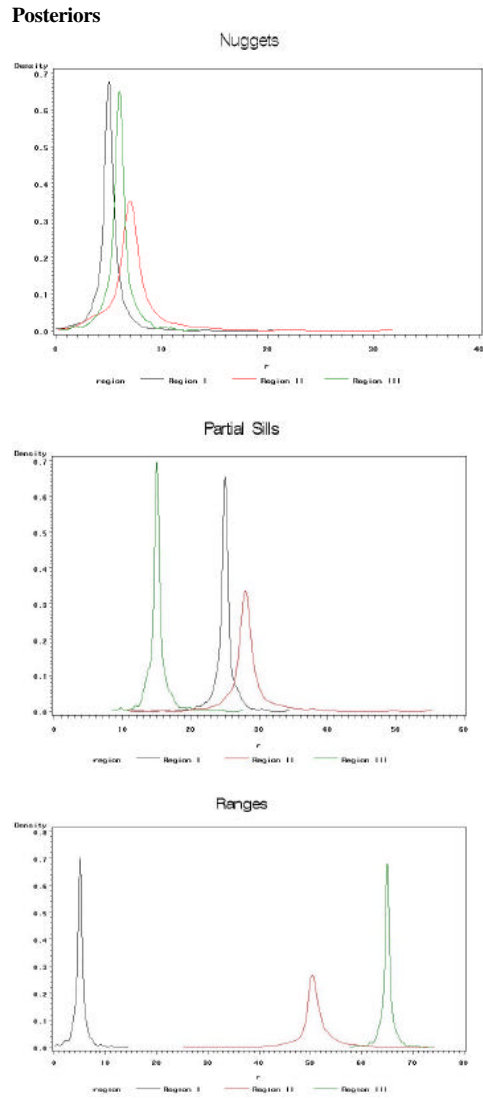 Posteriors
Nuggets
Density
0.7
0.6
0.5
0.4
0.3
0.2
0.1
0.0
0 10 20 30 40
r
region Region I Region II Region III
Partial Sills
Density
0.7
0.6
0.5
0.4
0.3
0.2
0.1
0.0
0 10 20 30 40 50 60
r
region Region I Region II Region III
Ranges
Density
0.8
0.7
0.6
0.5
0.4
0.3
0.2
0.1
0.0
0 10 20 30 40 50 60 70 80
r
region Region I Region II Region III